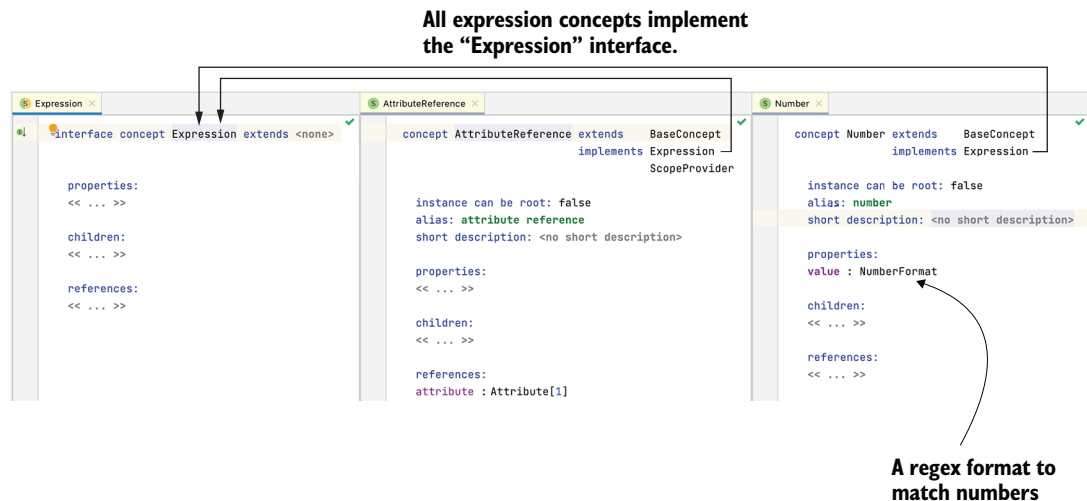 All expression concepts implement
the “Expression” interface.
Expression
interface concept Expression extends <none>
properties:
<< ... >>
children:
<< ... >>
references:
<< ... >>
AttributeReference
concept AttributeReference extends BaseConcept
implements Expression
ScopeProvider
instance can be root: false
alias: attribute reference
short description: <no short description>
properties:
<< ... >>
children:
<< ... >>
references:
attribute : Attribute[1]
Number
concept Number extends BaseConcept
implements Expression
instance can be root: false
alias: number
short description: <no short description>
properties:
value : NumberFormat
children:
<< ... >>
references:
<< ... >>
A regex format to
match numbers